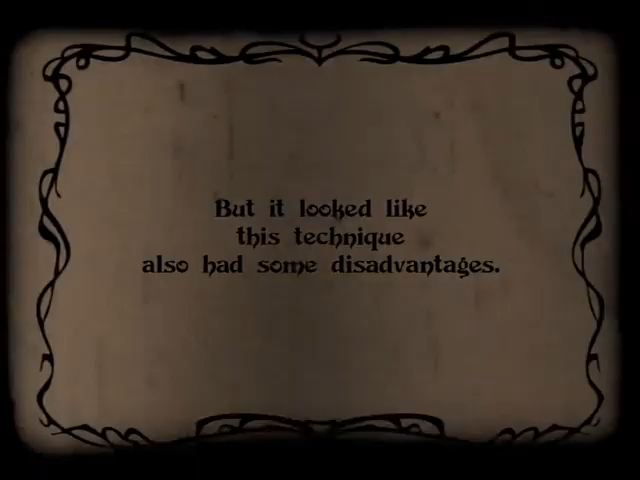 But it looked like
this technique
also had some disadvantages.